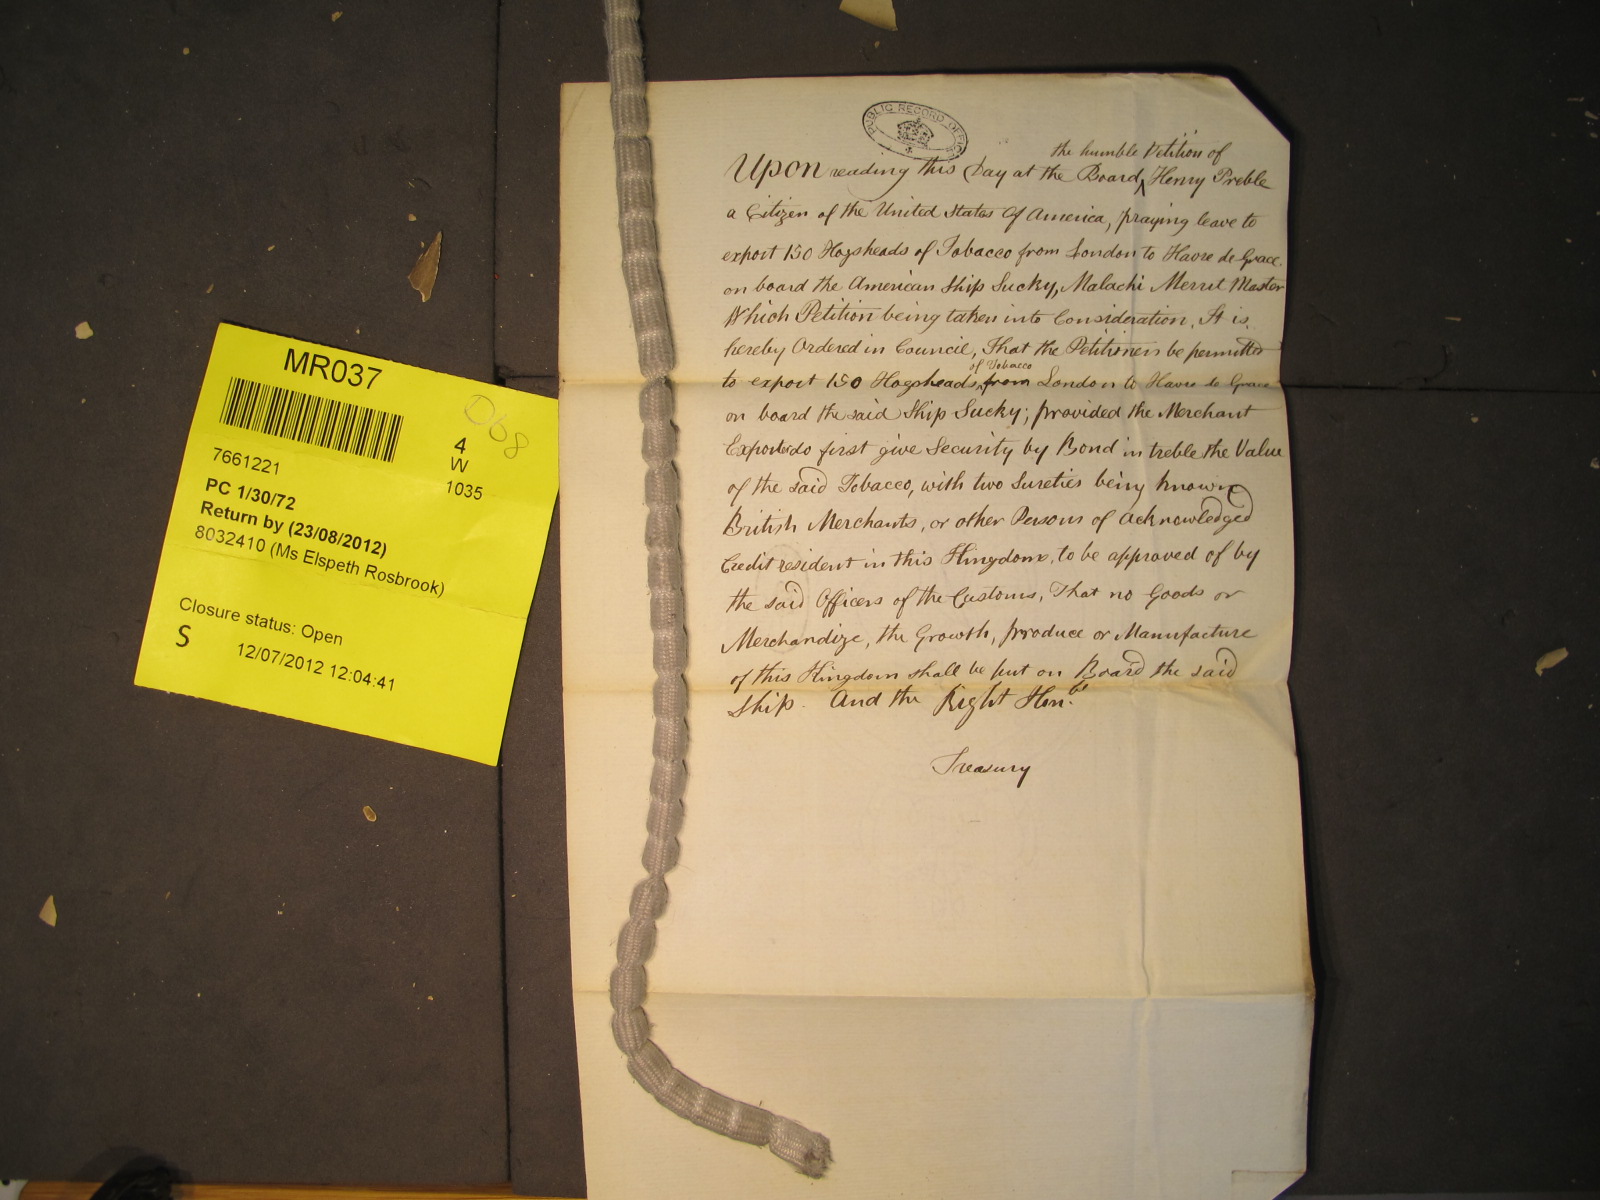 MR037
D68
4
W
1035
7661221
PC 1/30/72
Return by (23/08/2012)
8032410 (Ms Elspeth Rosbrook)
Closure status: Open
S
12/07/2012 12:04:41
PUBLIC RECORD OFFICE
the humble Petition of
Upon reading this Day at the Board, Henry Preble
a Citizen of the United States Of America, praying leave to
export 150 Hogsheads of Tobacco from London to Havre de Grace
on board the American Ship Sucky, Malachi Merrit Master
Which Petition being taken into Consideration, It is
hereby Ordered in Council, That the Petitioners be permitted
of Tobacco
to export 150 Hogsheads from London to Havre de Grace
on board the said Ship Sucky; provided the Merchant
Exporter do first give Security by Bond in treble the Value
of the said Tobacco, with two Sureties being known
British Merchants, or other Persons of acknowledged
Credit resident in this Kingdom, to be approved of by
the said Officers of the Customs, That no Goods or
Merchandize, the Growth, produce or Manufacture
of this Kingdom shall be put on Board the said
Ship. And the Right Hon.ble
Treasury